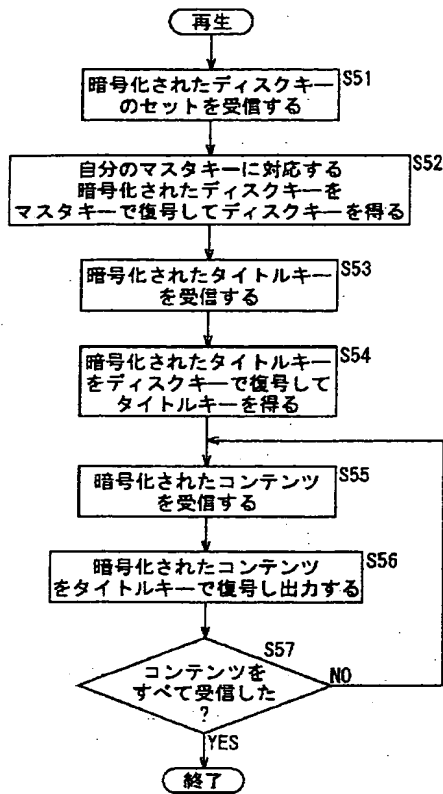 再生
暗号化されたディスクキー
のセットを受信する
S51
自分のマスタキーに対応する
暗号化されたディスクキーを
マスタキーで復号してディスクキーを得る
S52
暗号化されたタイトルキー
を受信する
S53
暗号化されたタイトルキー
をディスクキーで復号して
タイトルキーを得る
S54
暗号化されたコンテンツ
を受信する
S55
暗号化されたコンテンツ
をタイトルキーで復号し出力する
S56
S57
コンテンツを
すべて受信した
?
NO
YES
終了